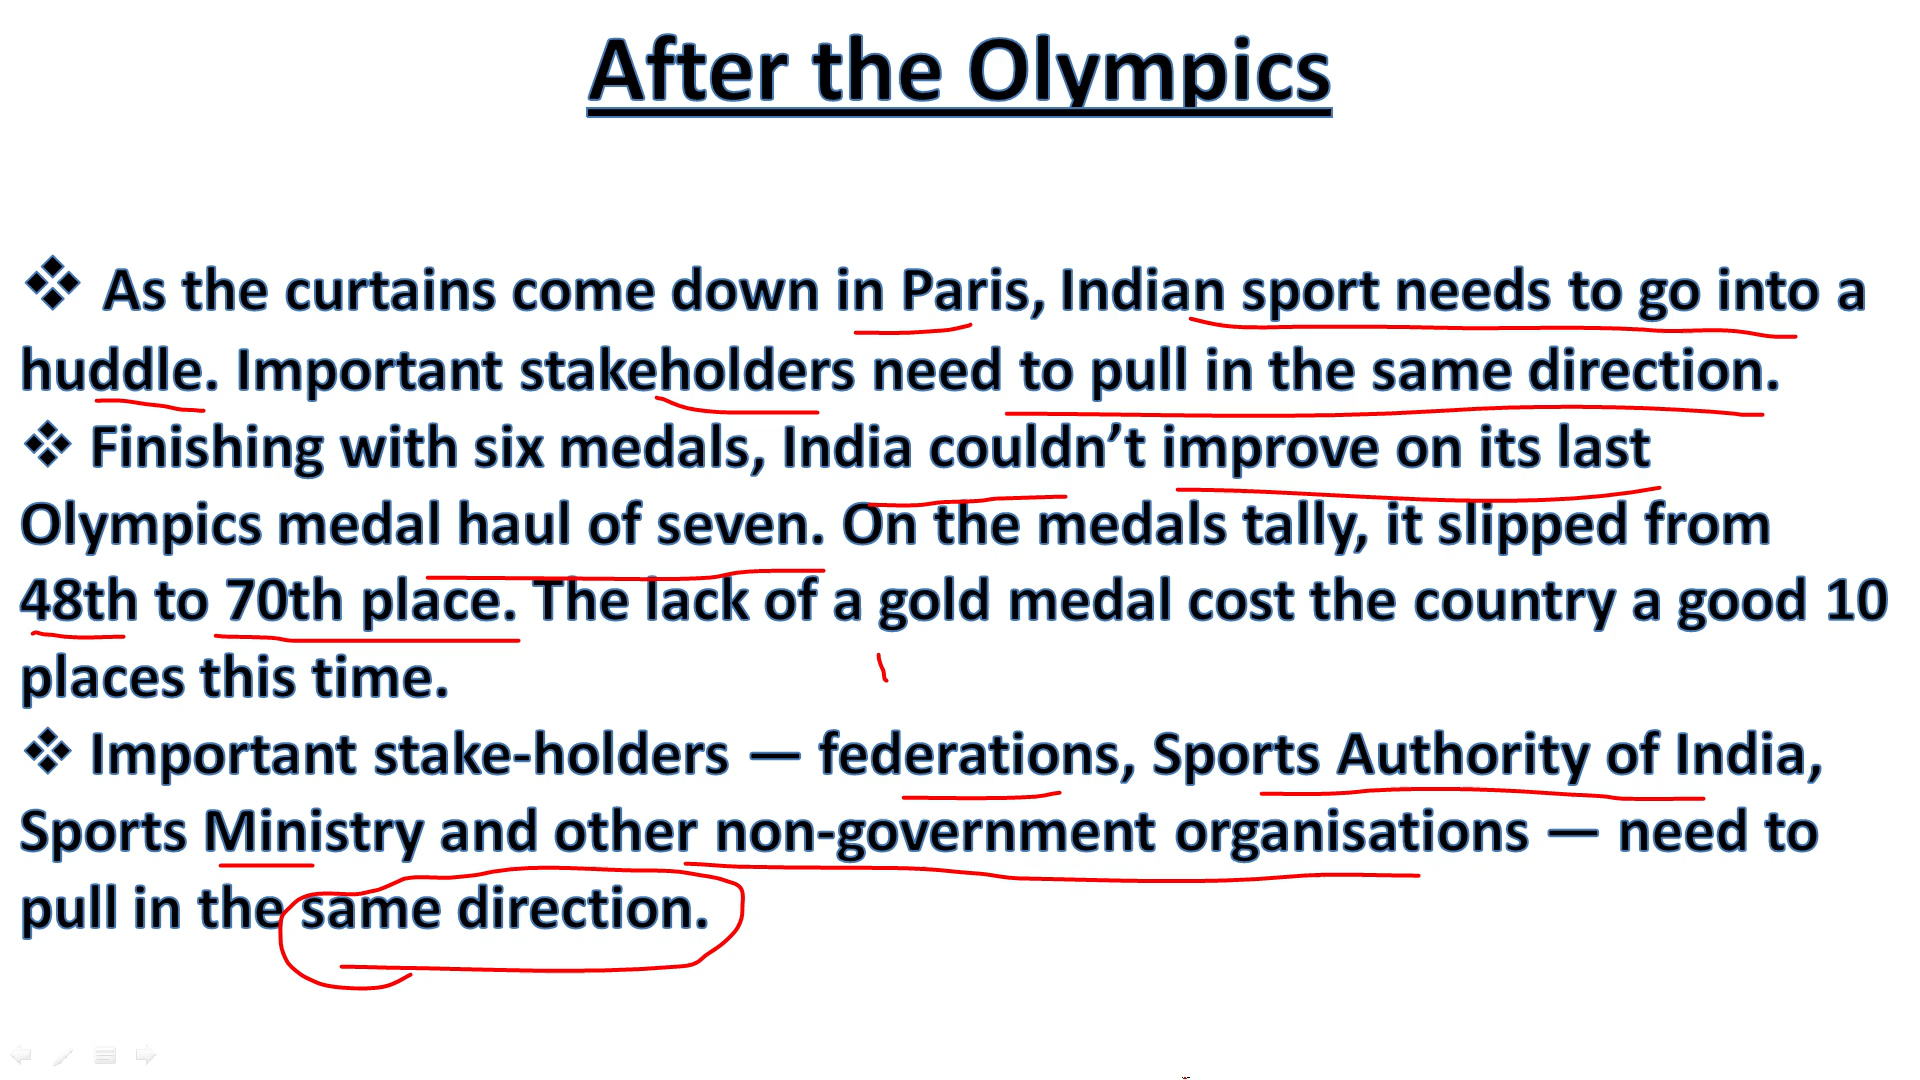 After the Olympics
❖ As the curtains come down in Paris, Indian sport needs to go into a
huddle. Important stakeholders need to pull in the same direction.
❖ Finishing with six medals, India couldn’t improve on its last
Olympics medal haul of seven. On the medals tally, it slipped from
48th to 70th place. The lack of a gold medal cost the country a good 10
places this time.
❖ Important stake-holders — federations, Sports Authority of India,
Sports Ministry and other non-government organisations — need to
pull in the same direction.